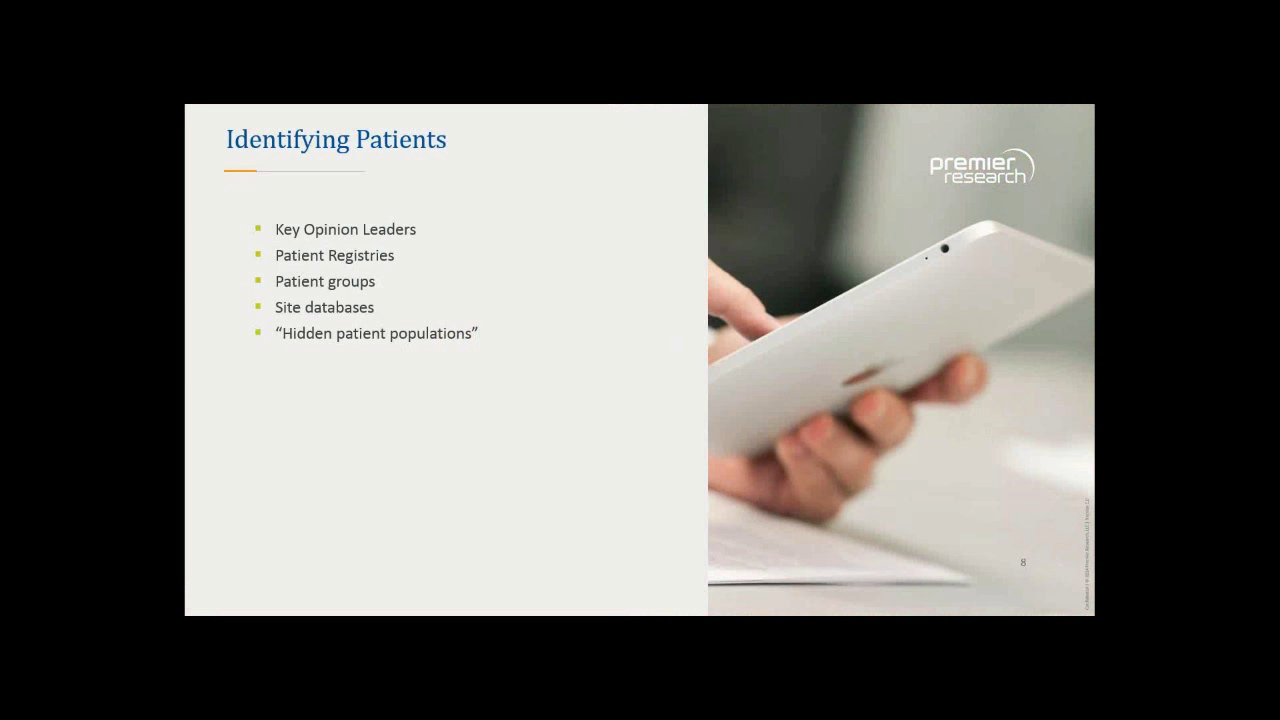 Identifying Patients
premier
research
Key Opinion Leaders
Patient Registries
Patient groups
Site databases
“Hidden patient populations”
8